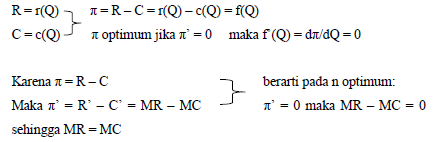 R = r(Q) π = R – C = r(Q) – c(Q) = f(Q)
C = c(Q) π optimum jika π' = 0 maka f'(Q) = dπ/dQ = 0
Karena π = R – C berarti pada n optimum:
Maka π' = R' – C' = MR – MC π' = 0 maka MR – MC = 0
sehingga MR = MC